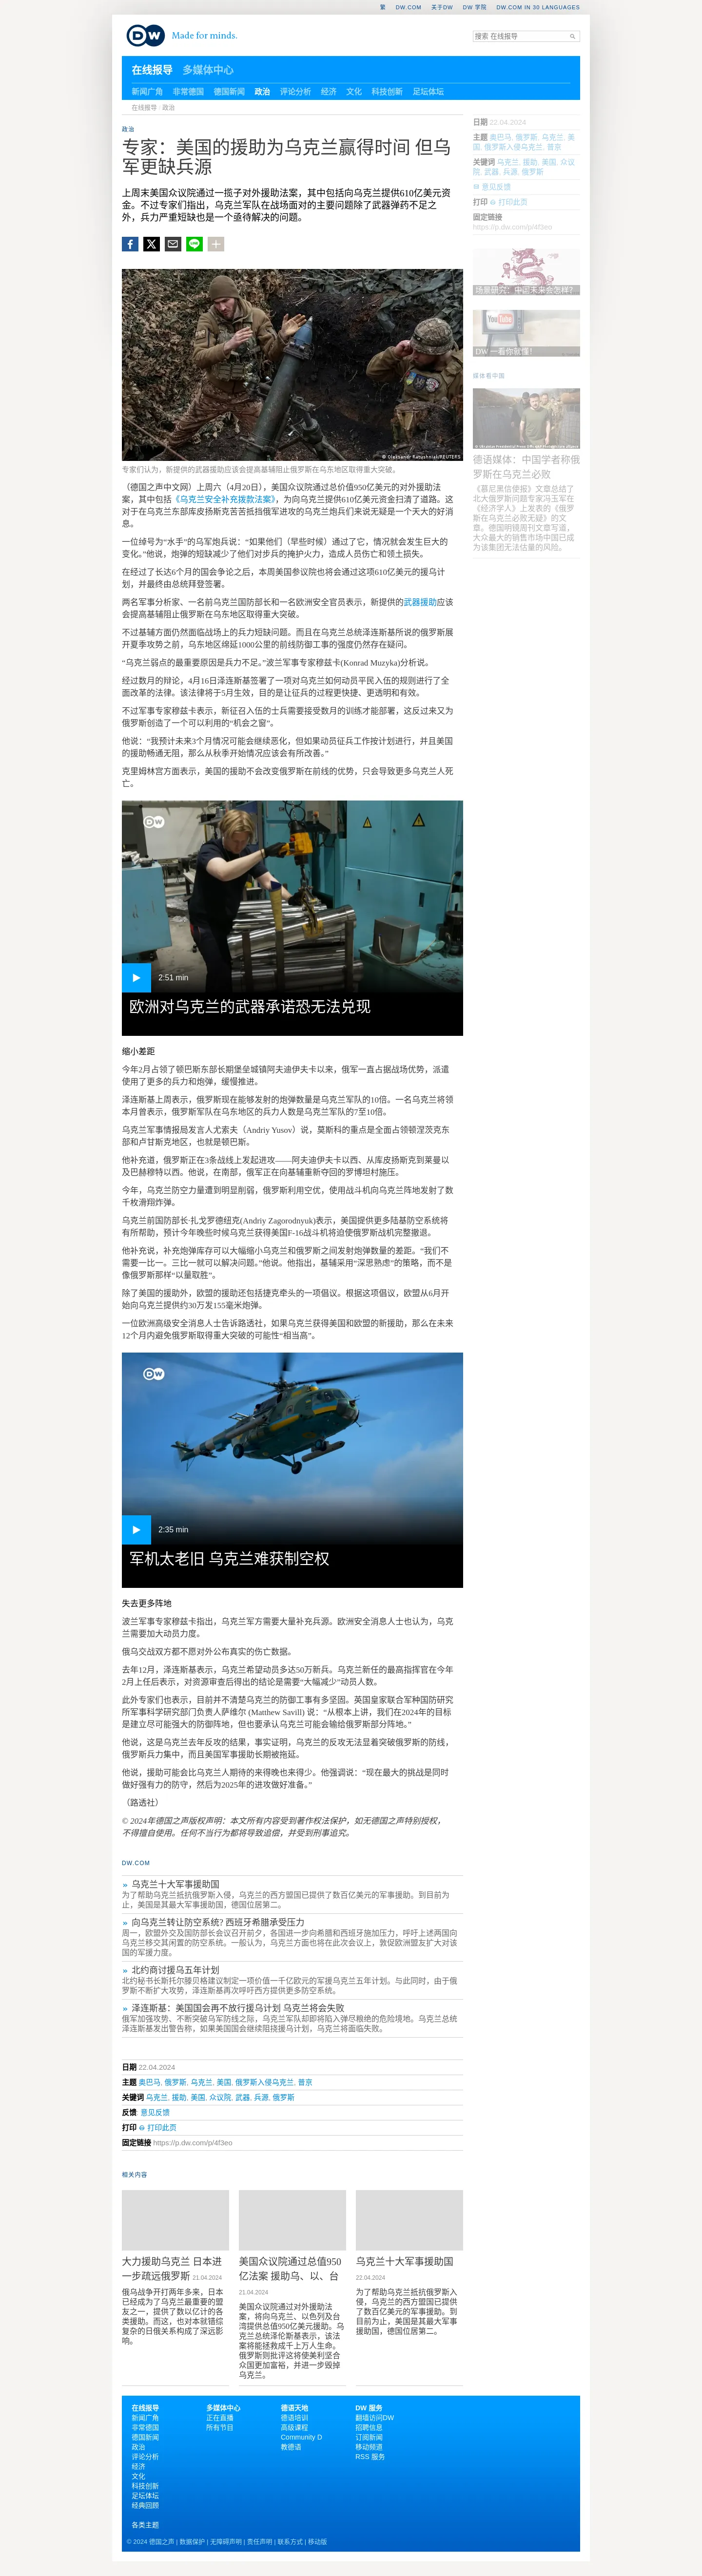 繁 DW.COM 关于DW DW 学院 DW.COM IN 30 LANGUAGES
DW Made for minds.
搜索 在线报导
在线报导 多媒体中心
新闻广角 非常德国 德国新闻 政治 评论分析 经济 文化 科技创新 足坛体坛
在线报导 · 政治
政治
专家：美国的援助为乌克兰赢得时间 但乌
军更缺兵源
上周末美国众议院通过一揽子对外援助法案，其中包括向乌克兰提供610亿美元资
金。不过专家们指出，乌克兰军队在战场面对的主要问题除了武器弹药不足之
外，兵力严重短缺也是一个亟待解决的问题。
© Oleksandr Ratushniak/REUTERS
专家们认为，新提供的武器援助应该会提高基辅阻止俄罗斯在乌东地区取得重大突破。
（德国之声中文网）上周六（4月20日），美国众议院通过总价值950亿美元的对外援助法
案，其中包括《乌克兰安全补充拨款法案》，为向乌克兰提供610亿美元资金扫清了道路。这
对于在乌克兰东部库皮扬斯克苦苦抵挡俄军进攻的乌克兰炮兵们来说无疑是一个天大的好消
息。
一位绰号为“水手”的乌军炮兵说：“如果他们（早些时候）通过了它，情况就会发生巨大的
变化。”他说，炮弹的短缺减少了他们对步兵的掩护火力，造成人员伤亡和领土损失。
在经过了长达6个月的国会争论之后，本周美国参议院也将会通过这项610亿美元的援乌计
划，并最终由总统拜登签署。
两名军事分析家、一名前乌克兰国防部长和一名欧洲安全官员表示，新提供的武器援助应该
会提高基辅阻止俄罗斯在乌东地区取得重大突破。
不过基辅方面仍然面临战场上的兵力短缺问题。而且在乌克兰总统泽连斯基所说的俄罗斯展
开夏季攻势之前，乌东地区绵延1000公里的前线防御工事的强度仍然存在疑问。
“乌克兰弱点的最重要原因是兵力不足。”波兰军事专家穆兹卡(Konrad Muzyka)分析说。
经过数月的辩论，4月16日泽连斯基签署了一项对乌克兰如何动员平民入伍的规则进行了全
面改革的法律。该法律将于5月生效，目的是让征兵的过程更快捷、更透明和有效。
不过军事专家穆兹卡表示，新征召入伍的士兵需要接受数月的训练才能部署，这反过来又为
俄罗斯创造了一个可以利用的“机会之窗”。
他说：“我预计未来3个月情况可能会继续恶化，但如果动员征兵工作按计划进行，并且美国
的援助畅通无阻，那么从秋季开始情况应该会有所改善。”
克里姆林宫方面表示，美国的援助不会改变俄罗斯在前线的优势，只会导致更多乌克兰人死
亡。
DW
2:51 min
欧洲对乌克兰的武器承诺恐无法兑现
缩小差距
今年2月占领了顿巴斯东部长期堡垒城镇阿夫迪伊夫卡以来，俄军一直占据战场优势，派遣
使用了更多的兵力和炮弹，缓慢推进。
泽连斯基上周表示，俄罗斯现在能够发射的炮弹数量是乌克兰军队的10倍。一名乌克兰将领
本月曾表示，俄罗斯军队在乌东地区的兵力人数是乌克兰军队的7至10倍。
乌克兰军事情报局发言人尤索夫（Andriy Yusov）说，莫斯科的重点是全面占领顿涅茨克东
部和卢甘斯克地区，也就是顿巴斯。
他补充道，俄罗斯正在3条战线上发起进攻——阿夫迪伊夫卡以西、从库皮扬斯克到莱曼以
及巴赫穆特以西。他说，在南部，俄军正在向基辅重新夺回的罗博坦村施压。
今年，乌克兰防空力量遭到明显削弱，俄罗斯利用空优，使用战斗机向乌克兰阵地发射了数
千枚滑翔炸弹。
乌克兰前国防部长·扎戈罗德纽克(Andriy Zagorodnyuk)表示，美国提供更多陆基防空系统将
有所帮助，预计今年晚些时候乌克兰获得美国F-16战斗机将迫使俄罗斯战机完整撤退。
他补充说，补充炮弹库存可以大幅缩小乌克兰和俄罗斯之间发射炮弹数量的差距。“我们不
需要一比一。三比一就可以解决问题。”他说。他指出，基辅采用“深思熟虑”的策略，而不是
像俄罗斯那样“以量取胜”。
除了美国的援助外，欧盟的援助还包括捷克牵头的一项倡议。根据这项倡议，欧盟从6月开
始向乌克兰提供约30万发155毫米炮弹。
一位欧洲高级安全消息人士告诉路透社，如果乌克兰获得美国和欧盟的新援助，那么在未来
12个月内避免俄罗斯取得重大突破的可能性“相当高”。
DW
2:35 min
军机太老旧 乌克兰难获制空权
失去更多阵地
波兰军事专家穆兹卡指出，乌克兰军方需要大量补充兵源。欧洲安全消息人士也认为，乌克
兰需要加大动员力度。
俄乌交战双方都不愿对外公布真实的伤亡数据。
去年12月，泽连斯基表示，乌克兰希望动员多达50万新兵。乌克兰新任的最高指挥官在今年
2月上任后表示，对资源审查后得出的结论是需要“大幅减少”动员人数。
此外专家们也表示，目前并不清楚乌克兰的防御工事有多坚固。英国皇家联合军种国防研究
所军事科学研究部门负责人萨维尔 (Matthew Savill) 说：“从根本上讲，我们在2024年的目标
是建立尽可能强大的防御阵地，但也要承认乌克兰可能会输给俄罗斯部分阵地。”
他说，这是乌克兰去年反攻的结果，事实证明，乌克兰的反攻无法显着突破俄罗斯的防线，
俄罗斯兵力集中，而且美国军事援助长期被拖延。
他说，援助可能会比乌克兰人期待的来得晚也来得少。他强调说：“现在最大的挑战是同时
做好强有力的防守，然后为2025年的进攻做好准备。”
（路透社）
© 2024年德国之声版权声明：本文所有内容受到著作权法保护，如无德国之声特别授权，
不得擅自使用。任何不当行为都将导致追偿，并受到刑事追究。
DW.COM
» 乌克兰十大军事援助国
为了帮助乌克兰抵抗俄罗斯入侵，乌克兰的西方盟国已提供了数百亿美元的军事援助。到目前为
止，美国是其最大军事援助国，德国位居第二。
» 向乌克兰转让防空系统? 西班牙希腊承受压力
周一，欧盟外交及国防部长会议召开前夕，各国进一步向希腊和西班牙施加压力，呼吁上述两国向
乌克兰移交其闲置的防空系统。一般认为，乌克兰方面也将在此次会议上，敦促欧洲盟友扩大对该
国的军援力度。
» 北约商讨援乌五年计划
北约秘书长斯托尔滕贝格建议制定一项价值一千亿欧元的军援乌克兰五年计划。与此同时，由于俄
罗斯不断扩大攻势，泽连斯基再次呼吁西方提供更多防空系统。
» 泽连斯基：美国国会再不放行援乌计划 乌克兰将会失败
俄军加强攻势、不断突破乌军防线之际，乌克兰军队却即将陷入弹尽粮绝的危险境地。乌克兰总统
泽连斯基发出警告称，如果美国国会继续阻挠援乌计划，乌克兰将面临失败。
日期 22.04.2024
主题 奥巴马, 俄罗斯, 乌克兰, 美国, 俄罗斯入侵乌克兰, 普京
关键词 乌克兰, 援助, 美国, 众议院, 武器, 兵源, 俄罗斯
反馈: 意见反馈
打印 打印此页
固定链接 https://p.dw.com/p/4f3eo
相关内容
大力援助乌克兰 日本进
一步疏远俄罗斯 21.04.2024
俄乌战争开打两年多来，日本
已经成为了乌克兰最重要的盟
友之一，提供了数以亿计的各
类援助。而这，也对本就错综
复杂的日俄关系构成了深远影
响。
美国众议院通过总值950
亿法案 援助乌、以、台
21.04.2024
美国众议院通过对外援助法
案，将向乌克兰、以色列及台
湾提供总值950亿美元援助。乌
克兰总统泽伦斯基表示，该法
案将能拯救成千上万人生命。
俄罗斯则批评这将使美利坚合
众国更加富裕，并进一步毁掉
乌克兰。
乌克兰十大军事援助国
22.04.2024
为了帮助乌克兰抵抗俄罗斯入
侵，乌克兰的西方盟国已提供
了数百亿美元的军事援助。到
目前为止，美国是其最大军事
援助国，德国位居第二。
日期 22.04.2024
主题 奥巴马, 俄罗斯, 乌克兰, 美
国, 俄罗斯入侵乌克兰, 普京
关键词 乌克兰, 援助, 美国, 众议
院, 武器, 兵源, 俄罗斯
意见反馈
打印 打印此页
固定链接
https://p.dw.com/p/4f3eo
场景研究：中国未来会怎样？
YouTube
DW 一看你就懂！
媒体看中国
德语媒体：中国学者称俄
罗斯在乌克兰必败
《慕尼黑信使报》文章总结了
北大俄罗斯问题专家冯玉军在
《经济学人》上发表的《俄罗
斯在乌克兰必败无疑》的文
章。德国明镜周刊文章写道，
大众最大的销售市场中国已成
为该集团无法估量的风险。
在线报导
新闻广角
非常德国
德国新闻
政治
评论分析
经济
文化
科技创新
足坛体坛
经典回顾
各类主题
多媒体中心
正在直播
所有节目
德语天地
德语培训
高级课程
Community D
教德语
DW 服务
翻墙访问DW
招聘信息
订阅新闻
移动频道
RSS 服务
© 2024 德国之声 | 数据保护 | 无障碍声明 | 责任声明 | 联系方式 | 移动版